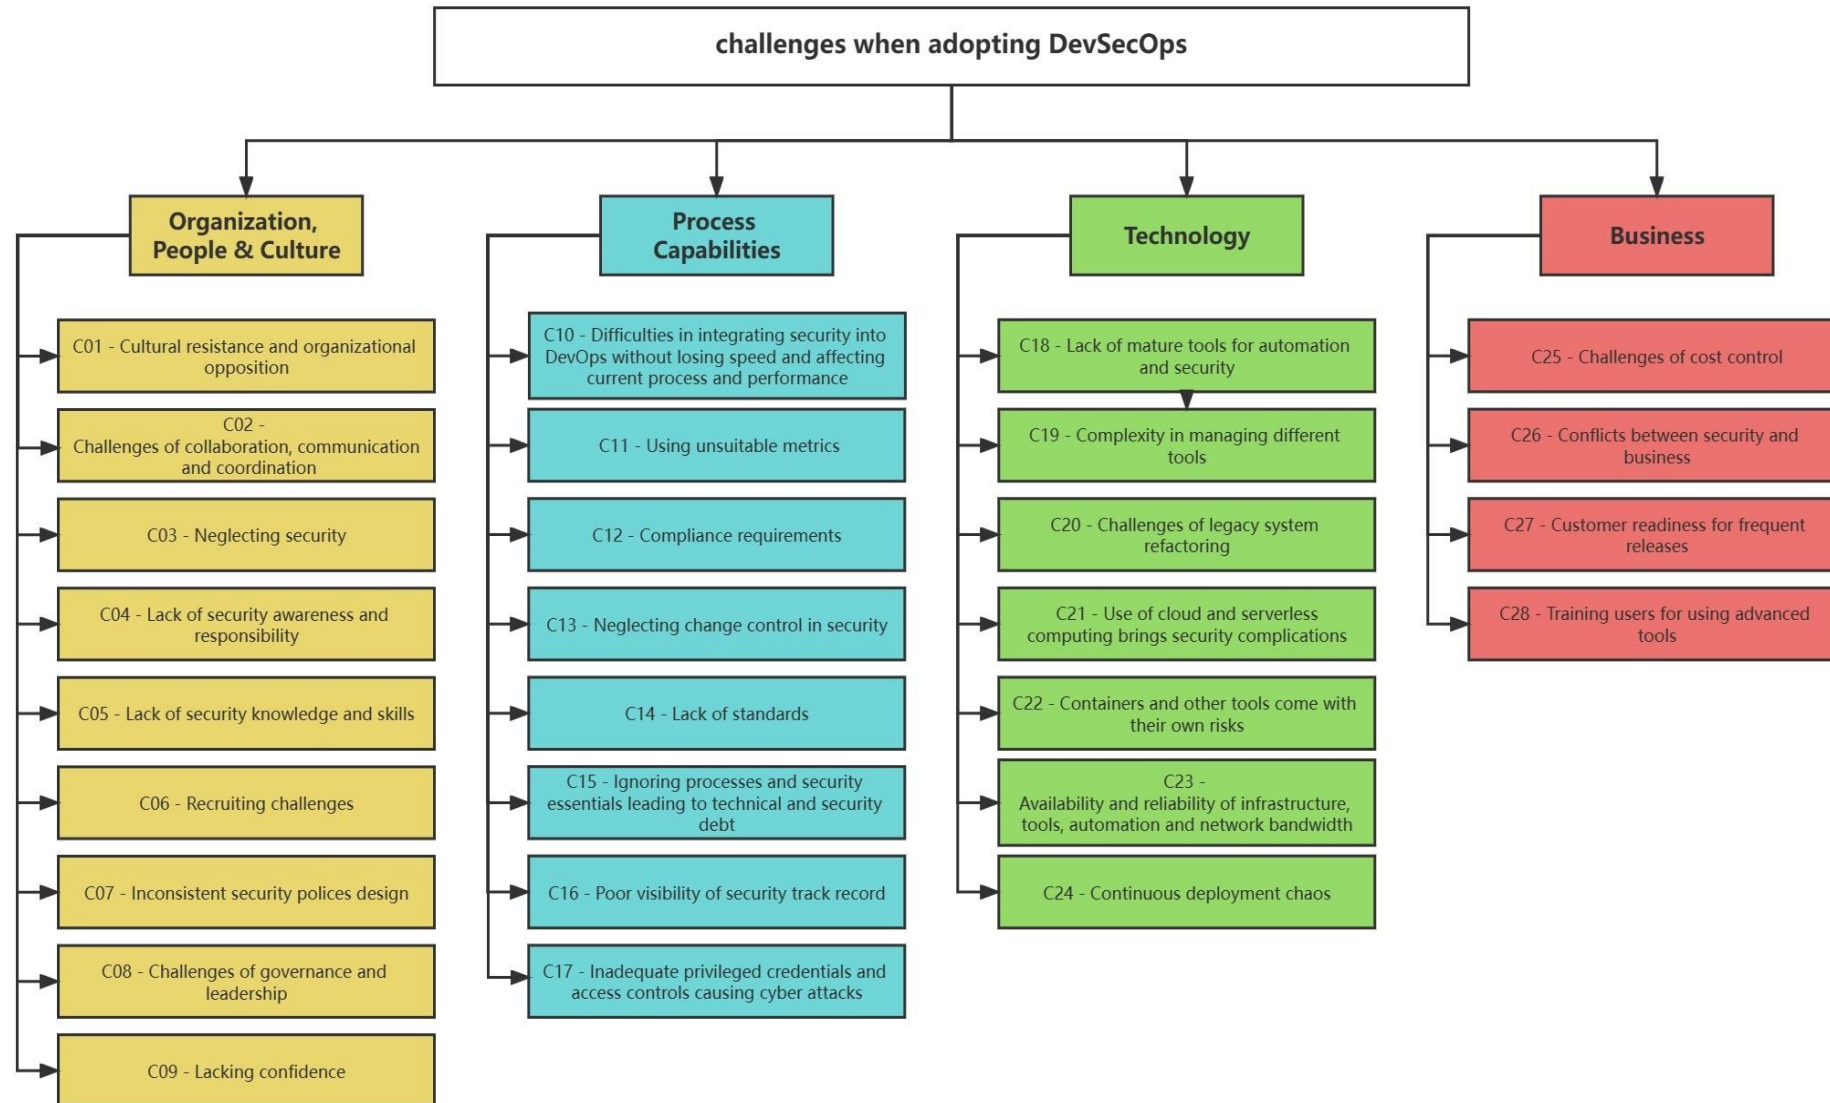 challenges when adopting DevSecOps
Organization,
People & Culture
C01 - Cultural resistance and organizational
opposition
C02 -
Challenges of collaboration, communication
and coordination
C03 - Neglecting security
C04 - Lack of security awareness and
responsibility
C05 - Lack of security knowledge and skills
C06 - Recruiting challenges
C07 - Inconsistent security polices design
C08 - Challenges of governance and
leadership
C09 - Lacking confidence
Process
Capabilities
C10 - Difficulties in integrating security into
DevOps without losing speed and affecting
current process and performance
C11 - Using unsuitable metrics
C12 - Compliance requirements
C13 - Neglecting change control in security
C14 - Lack of standards
C15 - Ignoring processes and security
essentials leading to technical and security
debt
C16 - Poor visibility of security track record
C17 - Inadequate privileged credentials and
access controls causing cyber attacks
Technology
C18 - Lack of mature tools for automation
and security
C19 - Complexity in managing different
tools
C20 - Challenges of legacy system
refactoring
C21 - Use of cloud and serverless
computing brings security complications
C22 - Containers and other tools come with
their own risks
C23 -
Availability and reliability of infrastructure,
tools, automation and network bandwidth
C24 - Continuous deployment chaos
Business
C25 - Challenges of cost control
C26 - Conflicts between security and
business
C27 - Customer readiness for frequent
releases
C28 - Training users for using advanced
tools